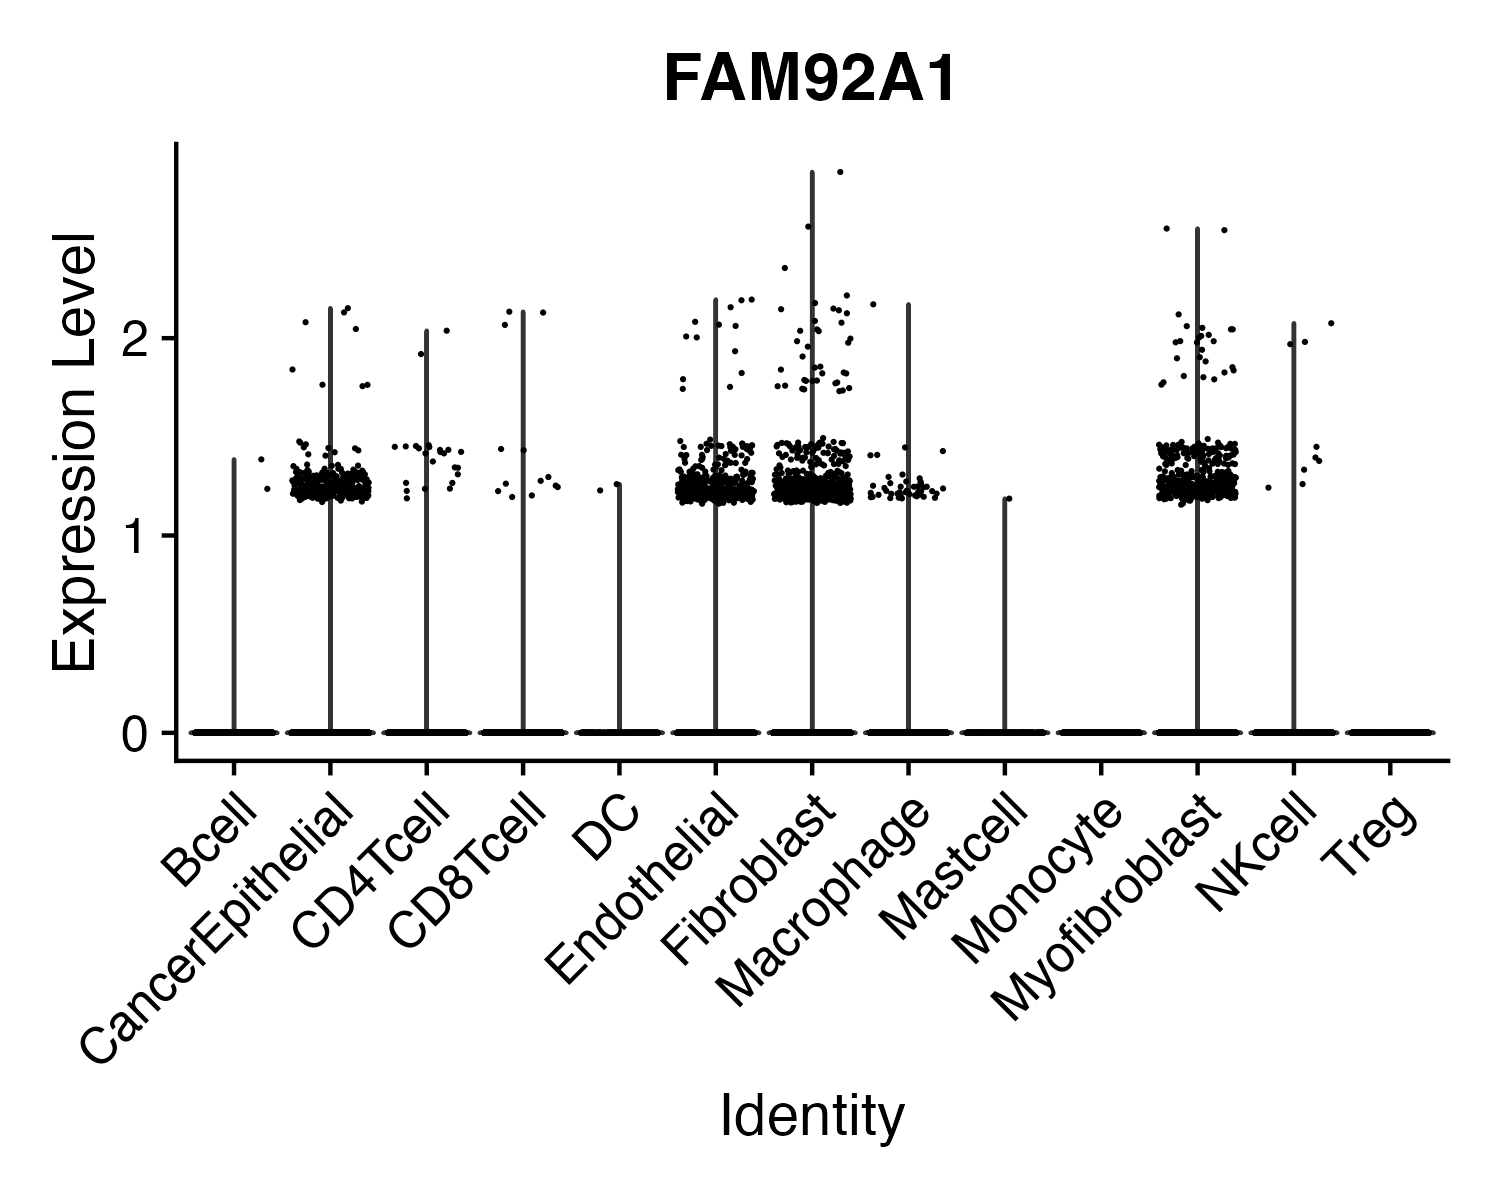 FAM92A1
Expression Level
2
1
0
Bcell
CancerEpithelial
CD4Tcell
CD8Tcell
DC
Endothelial
Fibroblast
Macrophage
Mastcell
Monocyte
Myofibroblast
NKcell
Treg
Identity